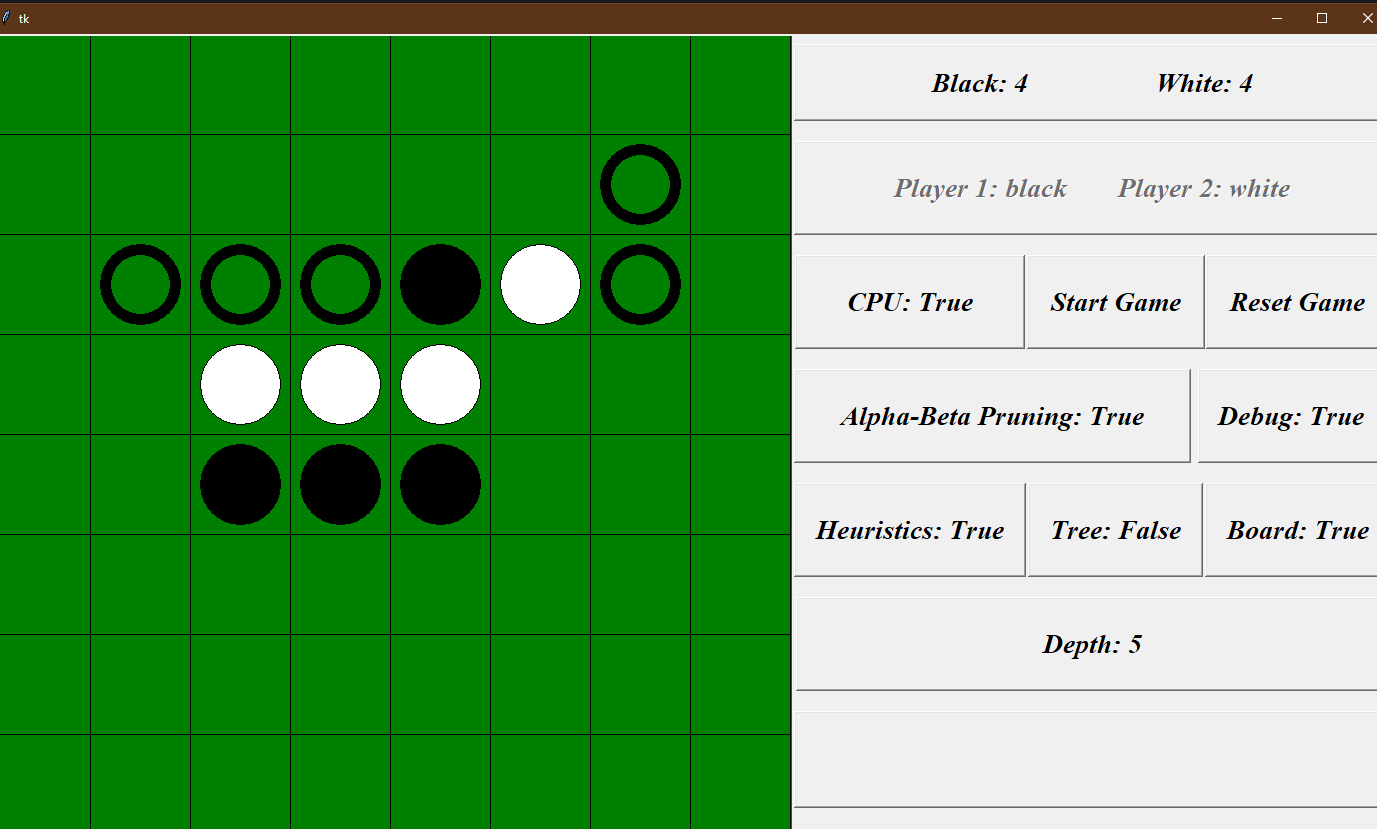 tk
Black: 4 White: 4
Player 1: black Player 2: white
CPU: True Start Game Reset Game
Alpha-Beta Pruning: True Debug: True
Heuristics: True Tree: False Board: True
Depth: 5